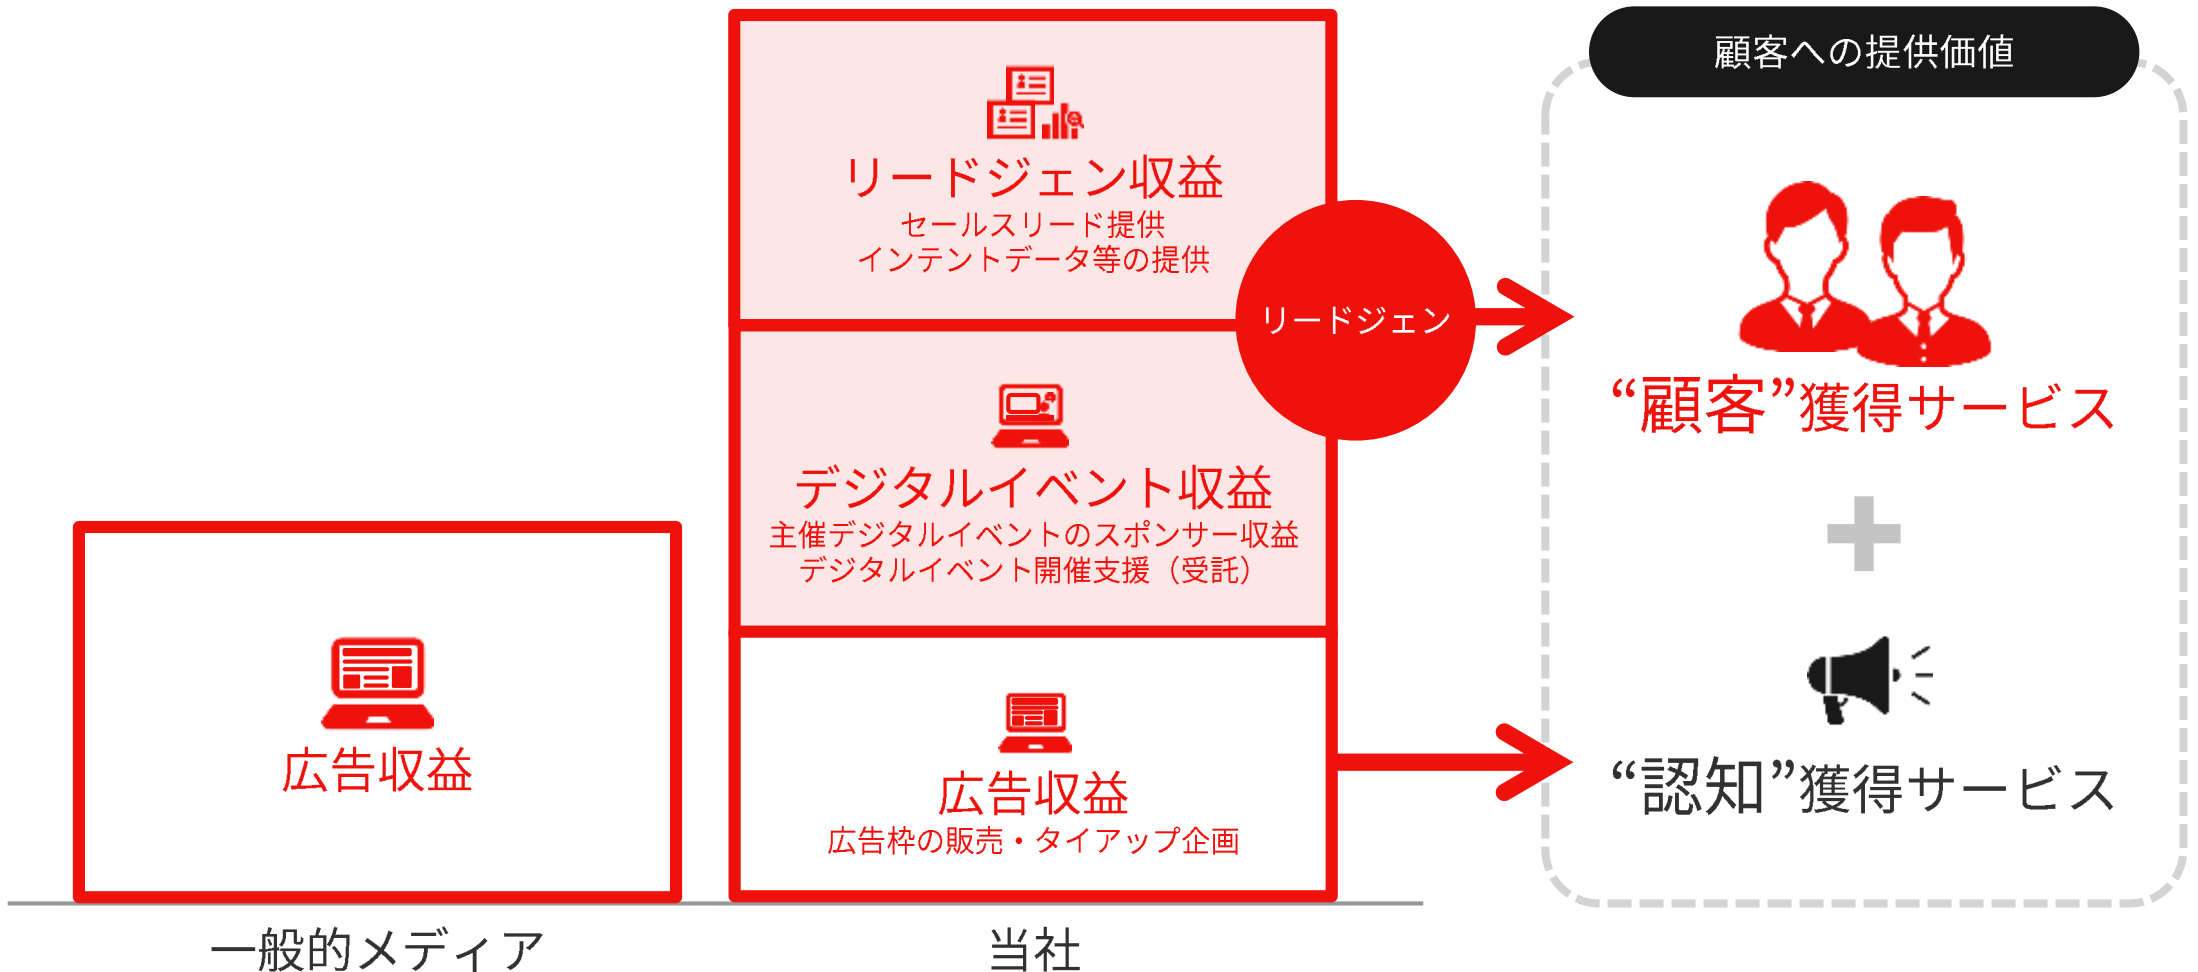 広告収益
一般的メディア
リードジェン収益
セールスリード提供
インテントデータ等の提供
リードジェン
デジタルイベント収益
主催デジタルイベントのスポンサー収益
デジタルイベント開催支援（受託）
広告収益
広告枠の販売・タイアップ企画
当社
顧客への提供価値
“顧客”獲得サービス
+
“認知”獲得サービス